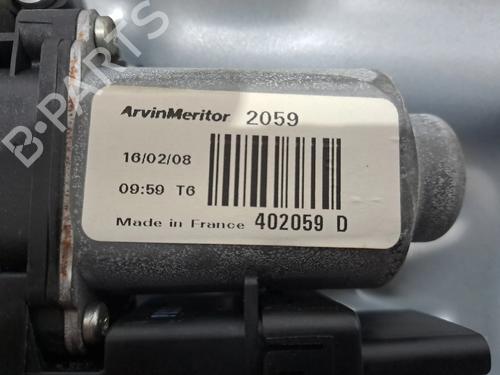 ArvinMeritor 2059
16/02/08
09:59 T6
Made in France 402059 D
B-PARTS